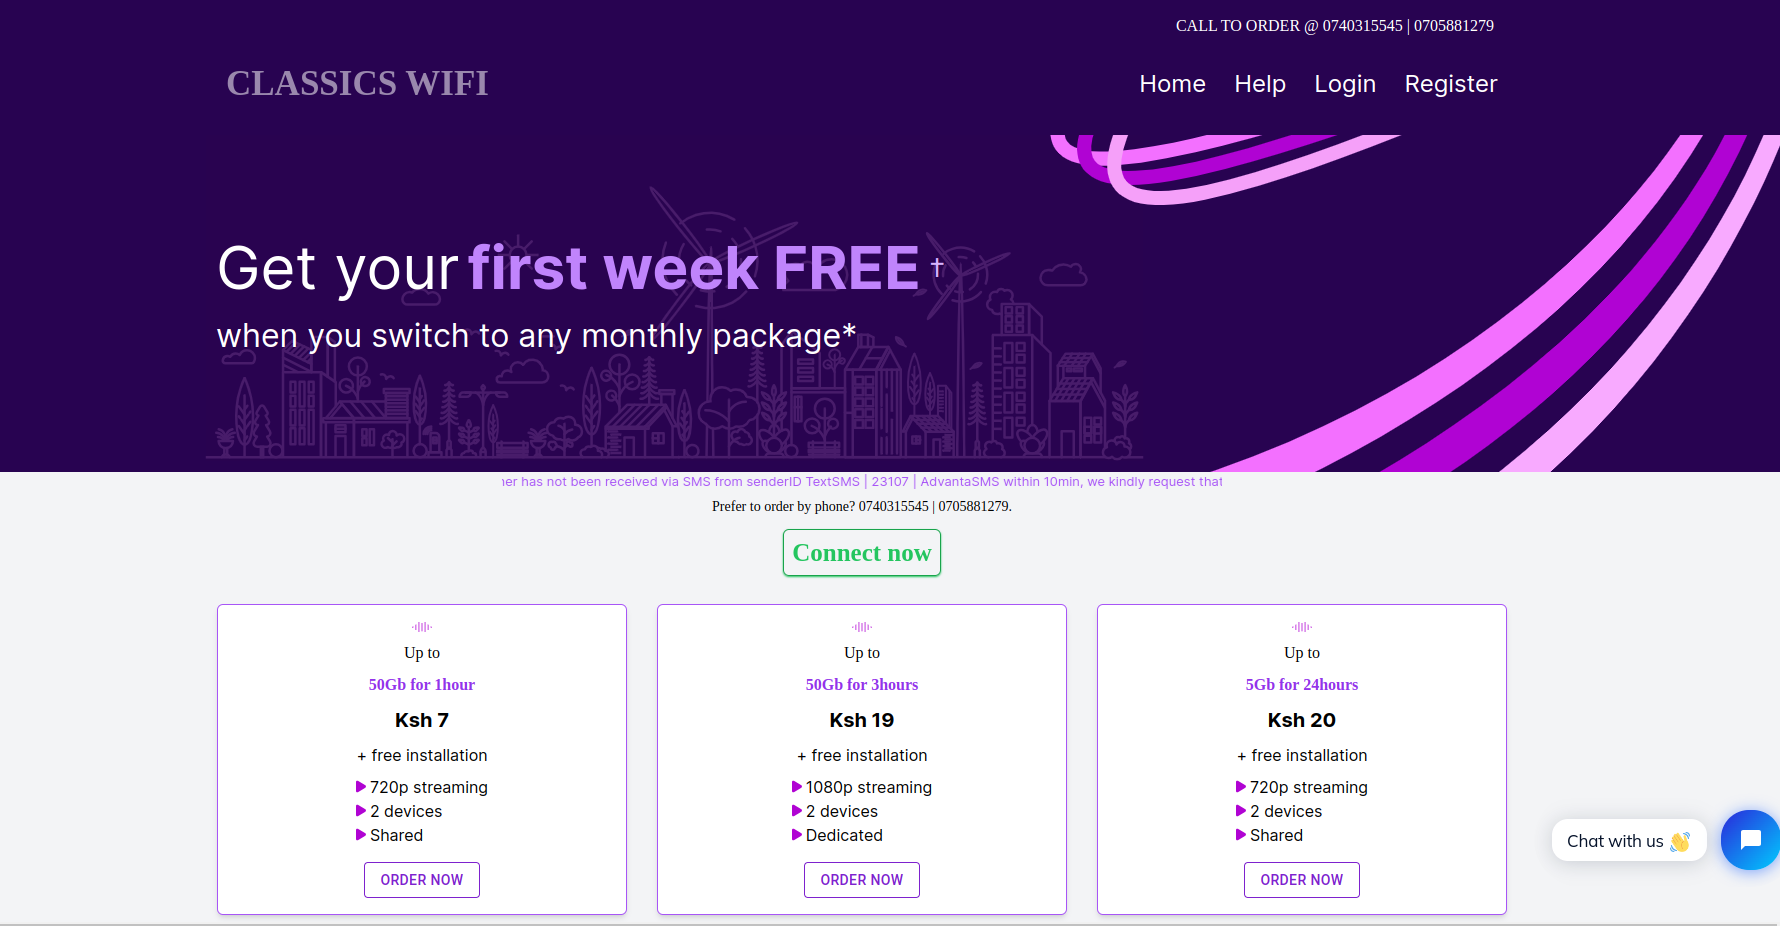 CALL TO ORDER @ 0740315545 | 0705881279
CLASSICS WIFI
Home Help Login Register
Get your first week FREE †
when you switch to any monthly package*
has not been received via SMS from senderID TextSMS | 23107 | AdvantaSMS within 10min, we kindly request that
Prefer to order by phone? 0740315545 | 0705881279.
Connect now
Up to
50Gb for 1hour
Ksh 7
+ free installation
720p streaming
2 devices
Shared
ORDER NOW
Up to
50Gb for 3hours
Ksh 19
+ free installation
1080p streaming
2 devices
Dedicated
ORDER NOW
Up to
5Gb for 24hours
Ksh 20
+ free installation
720p streaming
2 devices
Shared
ORDER NOW
Chat with us 👋